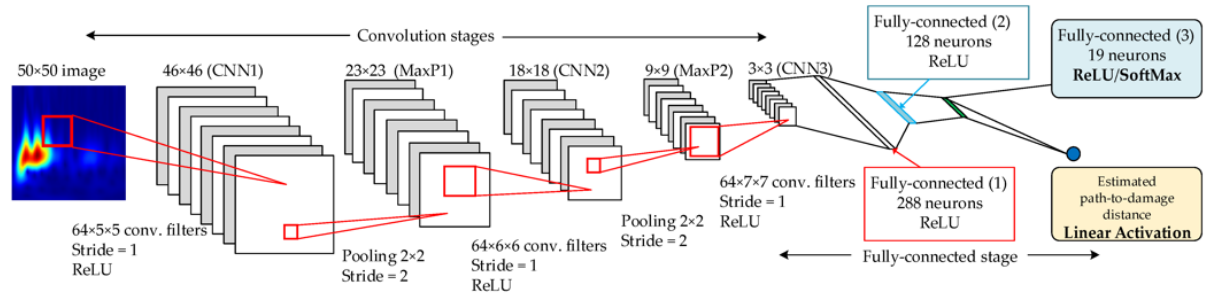 Convolution stages
50×50 image
46×46 (CNN1)
23×23 (MaxP1)
18×18 (CNN2)
9×9 (MaxP2)
3×3 (CNN3)
Fully-connected (2)
128 neurons
ReLU
Fully-connected (3)
19 neurons
ReLU/SoftMax
64×5×5 conv. filters
Stride = 1
ReLU
Pooling 2×2
Stride = 2
64×6×6 conv. filters
Stride = 1
ReLU
Pooling 2×2
Stride = 2
64×7×7 conv. filters
Stride = 1
ReLU
Fully-connected (1)
288 neurons
ReLU
Estimated
path-to-damage
distance
Linear Activation
Fully-connected stage